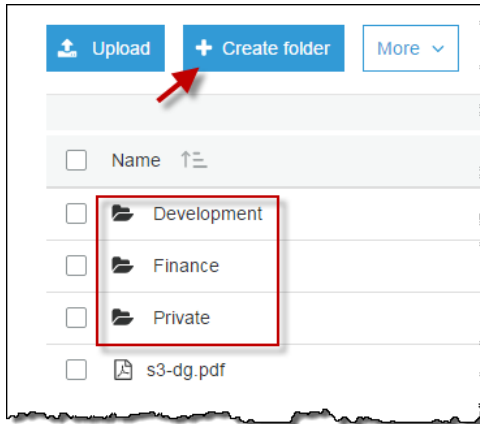 Upload + Create folder More
Name
Development
Finance
Private
s3-dg.pdf